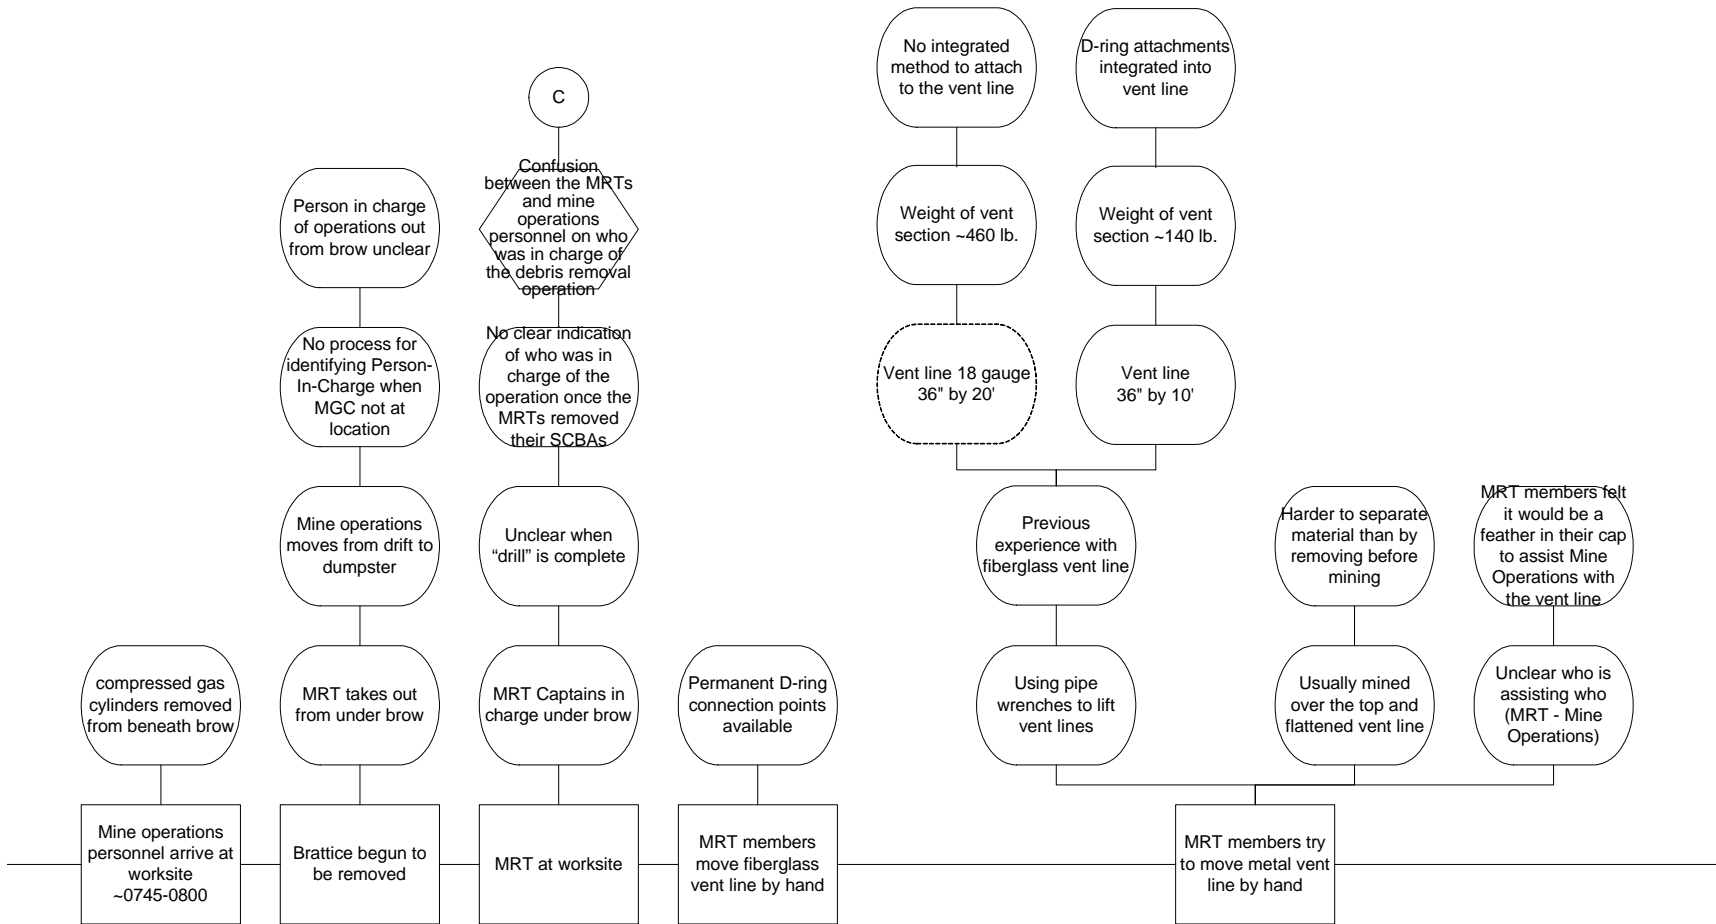 No integrated
method to attach
to the vent line
D-ring attachments
integrated into
vent line
C
Person in charge
of operations out
from brow unclear
Confusion
between the MRTs
and mine
operations
personnel on who
was in charge of
the debris removal
operation
Weight of vent
section ~460 lb.
Weight of vent
section ~140 lb.
No process for
identifying Person-
In-Charge when
MGC not at
location
No clear indication
of who was in
charge of the
operation once the
MRTs removed
their SCBAs
Vent line 18 gauge
36" by 20'
Vent line
36" by 10'
Mine operations
moves from drift to
dumpster
Unclear when
“drill” is complete
Previous
experience with
fiberglass vent line
Harder to separate
material than by
removing before
mining
MRT members felt
it would be a
feather in their cap
to assist Mine
Operations with
the vent line
compressed gas
cylinders removed
from beneath brow
MRT takes out
from under brow
MRT Captains in
charge under brow
Permanent D-ring
connection points
available
Using pipe
wrenches to lift
vent lines
Usually mined
over the top and
flattened vent line
Unclear who is
assisting who
(MRT - Mine
Operations)
Mine operations
personnel arrive at
worksite
~0745-0800
Brattice begun to
be removed
MRT at worksite
MRT members
move fiberglass
vent line by hand
MRT members try
to move metal vent
line by hand